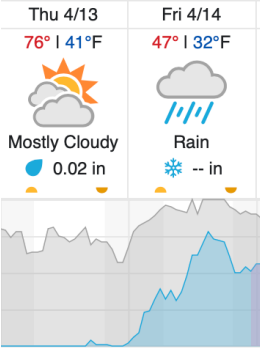 Thu 4/13
Fri 4/14
76° | 41°F
47° | 32°F
Mostly Cloudy
Rain
0.02 in
-- in